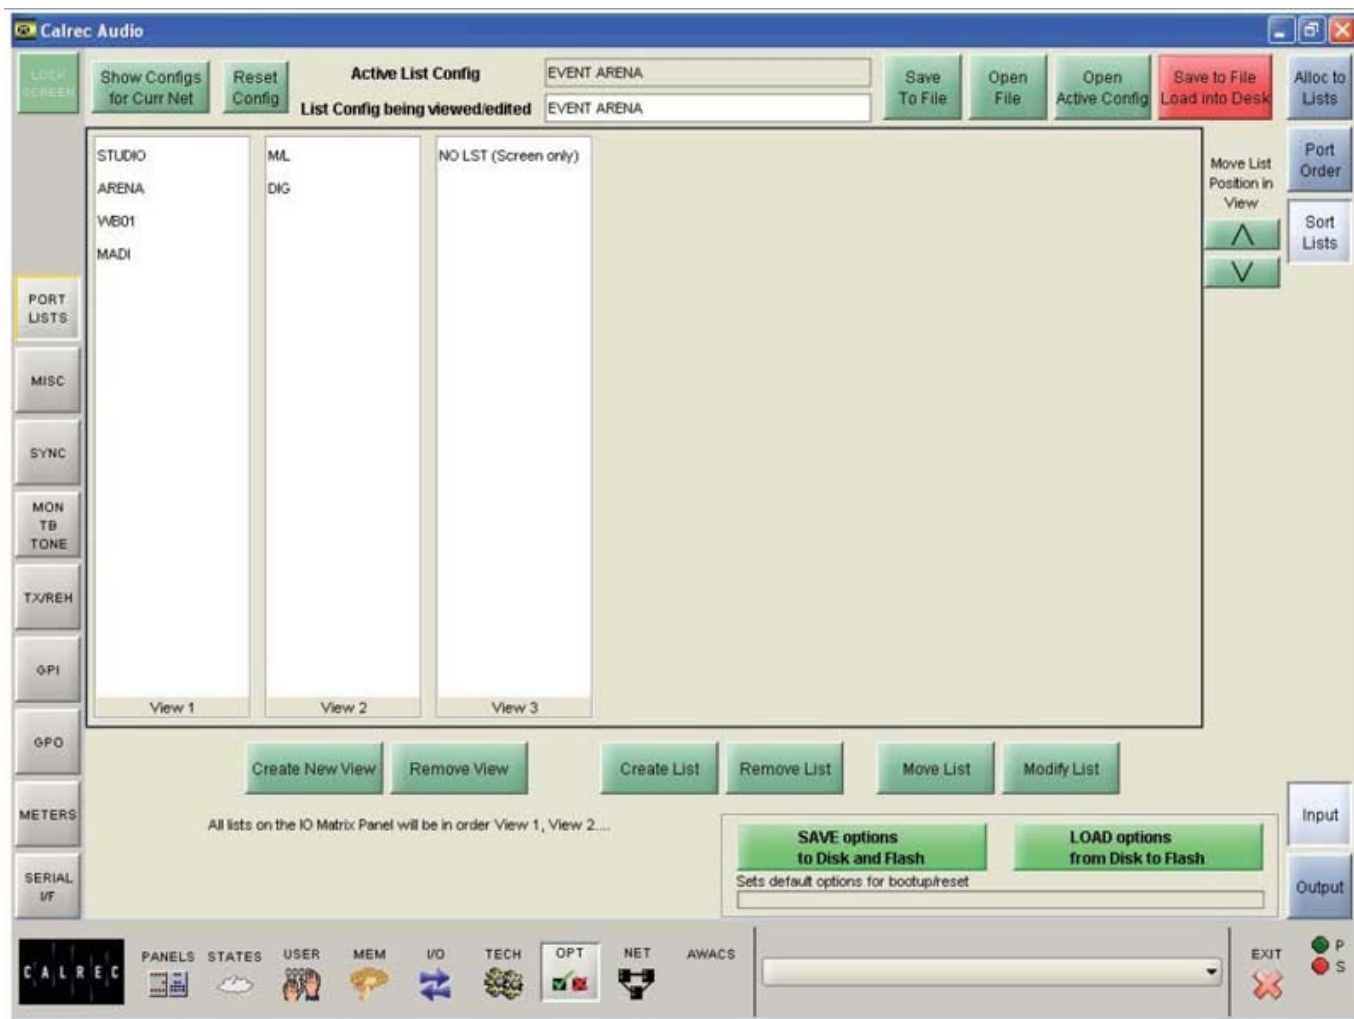 Calrec Audio
LOCK
SCREEN
Show Configs
for Curr Net
Reset
Config
Active List Config
EVENT ARENA
List Config being viewed/edited
EVENT ARENA
Save
To File
Open
File
Open
Active Config
Save to File
Load into Desk
Alloc to
Lists
Port
Order
Sort
Lists
STUDIO
ARENA
WB01
MADI
View 1
M/L
DIG
View 2
NO LST (Screen only)
View 3
Move List
Position in
View
PORT
LISTS
MISC
SYNC
MON
TB
TONE
TX/REH
GPI
GPO
METERS
SERIAL
I/F
Create New View
Remove View
Create List
Remove List
Move List
Modify List
All lists on the IO Matrix Panel will be in order View 1, View 2....
SAVE options
to Disk and Flash
LOAD options
from Disk to Flash
Sets default options for bootup/reset
Input
Output
CALREC
PANELS
STATES
USER
MEM
I/O
TECH
OPT
NET
AWACS
EXIT
P
S